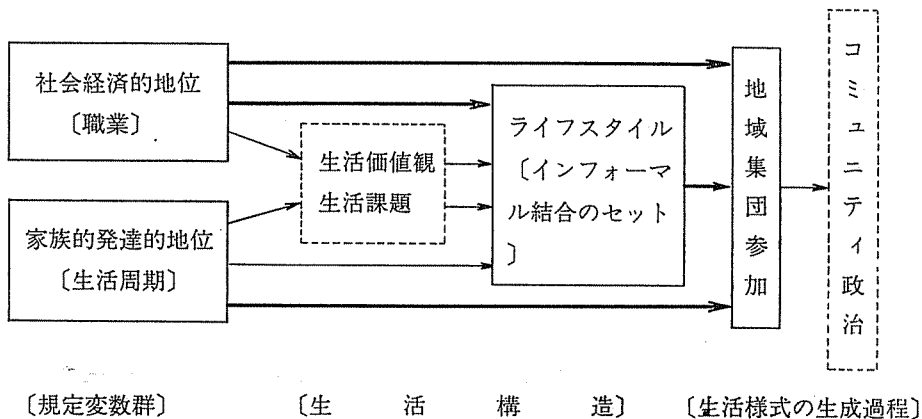 社会経済的地位
〔職業〕
家族的発達的地位
〔生活周期〕
生活価値観
生活課題
ライフスタイル
〔インフォーマ
ル結合のセット
〕
地域集団参加
コミュニティ政治
〔規定変数群〕
〔生活構造〕
〔生活様式の生成過程〕